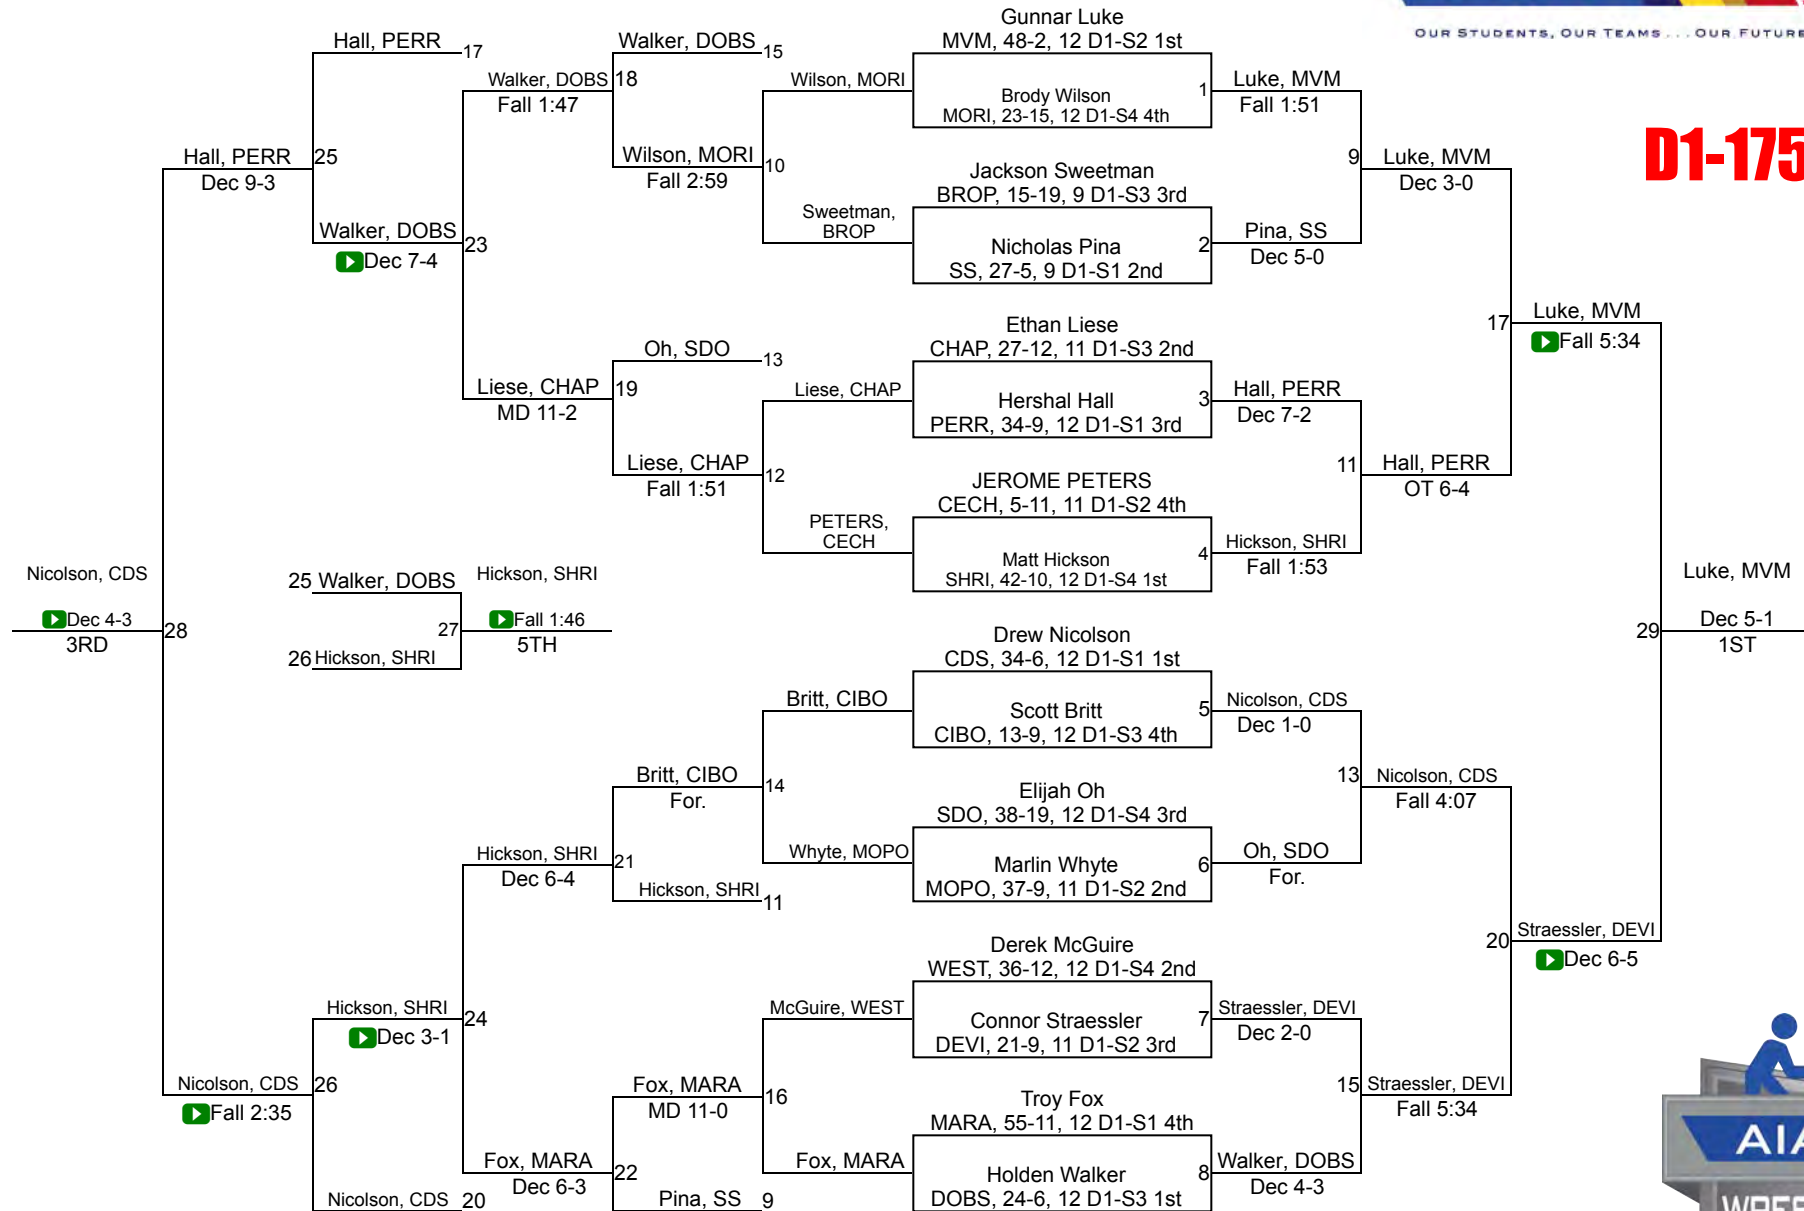 OUR STUDENTS, OUR TEAMS . . . OUR FUTURE
D1-175
Hall, PERR
17
Walker, DOBS
15
Walker, DOBS
18
Fall 1:47
Hall, PERR
25
Dec 9-3
Wilson, MORI
10
Fall 2:59
Walker, DOBS
23
Dec 7-4
Wilson, MORI
Sweetman,
BROP
Oh, SDO
13
Liese, CHAP
19
MD 11-2
Liese, CHAP
12
Fall 1:51
Liese, CHAP
PETERS,
CECH
Gunnar Luke
MVM, 48-2, 12 D1-S2 1st
Brody Wilson
MORI, 23-15, 12 D1-S4 4th
1
Luke, MVM
Fall 1:51
Jackson Sweetman
BROP, 15-19, 9 D1-S3 3rd
Nicholas Pina
SS, 27-5, 9 D1-S1 2nd
2
Pina, SS
Dec 5-0
9
Luke, MVM
Dec 3-0
Ethan Liese
CHAP, 27-12, 11 D1-S3 2nd
Hershal Hall
PERR, 34-9, 12 D1-S1 3rd
3
Hall, PERR
Dec 7-2
JEROME PETERS
CECH, 5-11, 11 D1-S2 4th
Matt Hickson
SHRI, 42-10, 12 D1-S4 1st
4
Hickson, SHRI
Fall 1:53
11
Hall, PERR
OT 6-4
17
Luke, MVM
Fall 5:34
Nicolson, CDS
Dec 4-3
3RD
28
25 Walker, DOBS
26 Hickson, SHRI
27
Hickson, SHRI
Fall 1:46
5TH
29
Luke, MVM
Dec 5-1
1ST
Drew Nicolson
CDS, 34-6, 12 D1-S1 1st
Scott Britt
CIBO, 13-9, 12 D1-S3 4th
5
Nicolson, CDS
Dec 1-0
Elijah Oh
SDO, 38-19, 12 D1-S4 3rd
Marlin Whyte
MOPO, 37-9, 11 D1-S2 2nd
6
Oh, SDO
For.
13
Nicolson, CDS
Fall 4:07
Britt, CIBO
Whyte, MOPO
Britt, CIBO
14
For.
Hickson, SHRI
21
Dec 6-4
Hickson, SHRI
11
Derek McGuire
WEST, 36-12, 12 D1-S4 2nd
Connor Straessler
DEVI, 21-9, 11 D1-S2 3rd
7
Straessler, DEVI
Dec 2-0
Troy Fox
MARA, 55-11, 12 D1-S1 4th
Holden Walker
DOBS, 24-6, 12 D1-S3 1st
8
Walker, DOBS
Dec 4-3
15
Straessler, DEVI
Fall 5:34
20
Straessler, DEVI
Dec 6-5
McGuire, WEST
Fox, MARA
Hickson, SHRI
24
Dec 3-1
Fox, MARA
16
MD 11-0
Nicolson, CDS
26
Fall 2:35
Fox, MARA
22
Dec 6-3
Nicolson, CDS
20
Pina, SS
9
AIA